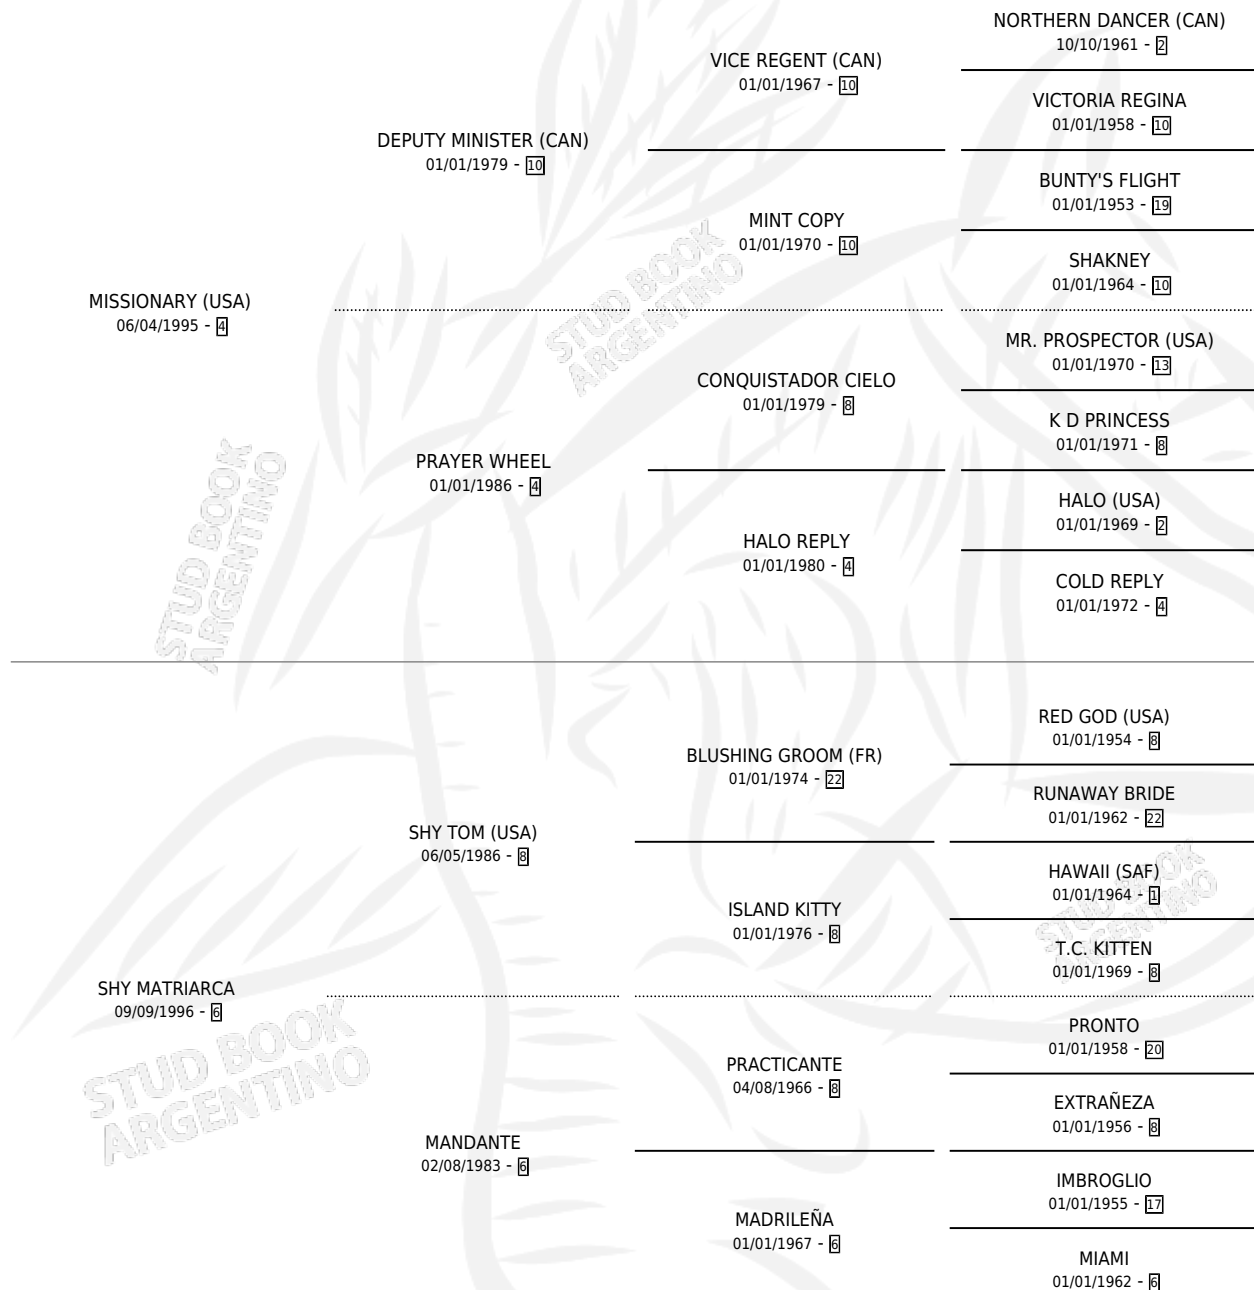 NORTHERN DANCER (CAN)
10/10/1961 - 2
VICE REGENT (CAN)
01/01/1967 - 10
VICTORIA REGINA
01/01/1958 - 10
DEPUTY MINISTER (CAN)
01/01/1979 - 10
BUNTY'S FLIGHT
01/01/1953 - 19
MINT COPY
01/01/1970 - 10
SHAKNEY
01/01/1964 - 10
MISSIONARY (USA)
06/04/1995 - 4
MR. PROSPECTOR (USA)
01/01/1970 - 13
CONQUISTADOR CIELO
01/01/1979 - 8
K D PRINCESS
01/01/1971 - 8
PRAYER WHEEL
01/01/1986 - 4
HALO (USA)
01/01/1969 - 2
HALO REPLY
01/01/1980 - 4
COLD REPLY
01/01/1972 - 4
RED GOD (USA)
01/01/1954 - 8
BLUSHING GROOM (FR)
01/01/1974 - 22
RUNAWAY BRIDE
01/01/1962 - 22
SHY TOM (USA)
06/05/1986 - 8
HAWAII (SAF)
01/01/1964 - 1
ISLAND KITTY
01/01/1976 - 8
T.C. KITTEN
01/01/1969 - 8
SHY MATRIARCA
09/09/1996 - 6
PRONTO
01/01/1958 - 20
PRACTICANTE
04/08/1966 - 8
EXTRAÑEZA
01/01/1956 - 8
MANDANTE
02/08/1983 - 6
IMBROGLIO
01/01/1955 - 17
MADRILEÑA
01/01/1967 - 6
MIAMI
01/01/1962 - 6
STUD BOOK
ARGENTINO
STUD BOOK
ARGENTINO
STUD BOOK
ARGENTINO
STUD BOOK
ARGENTINO